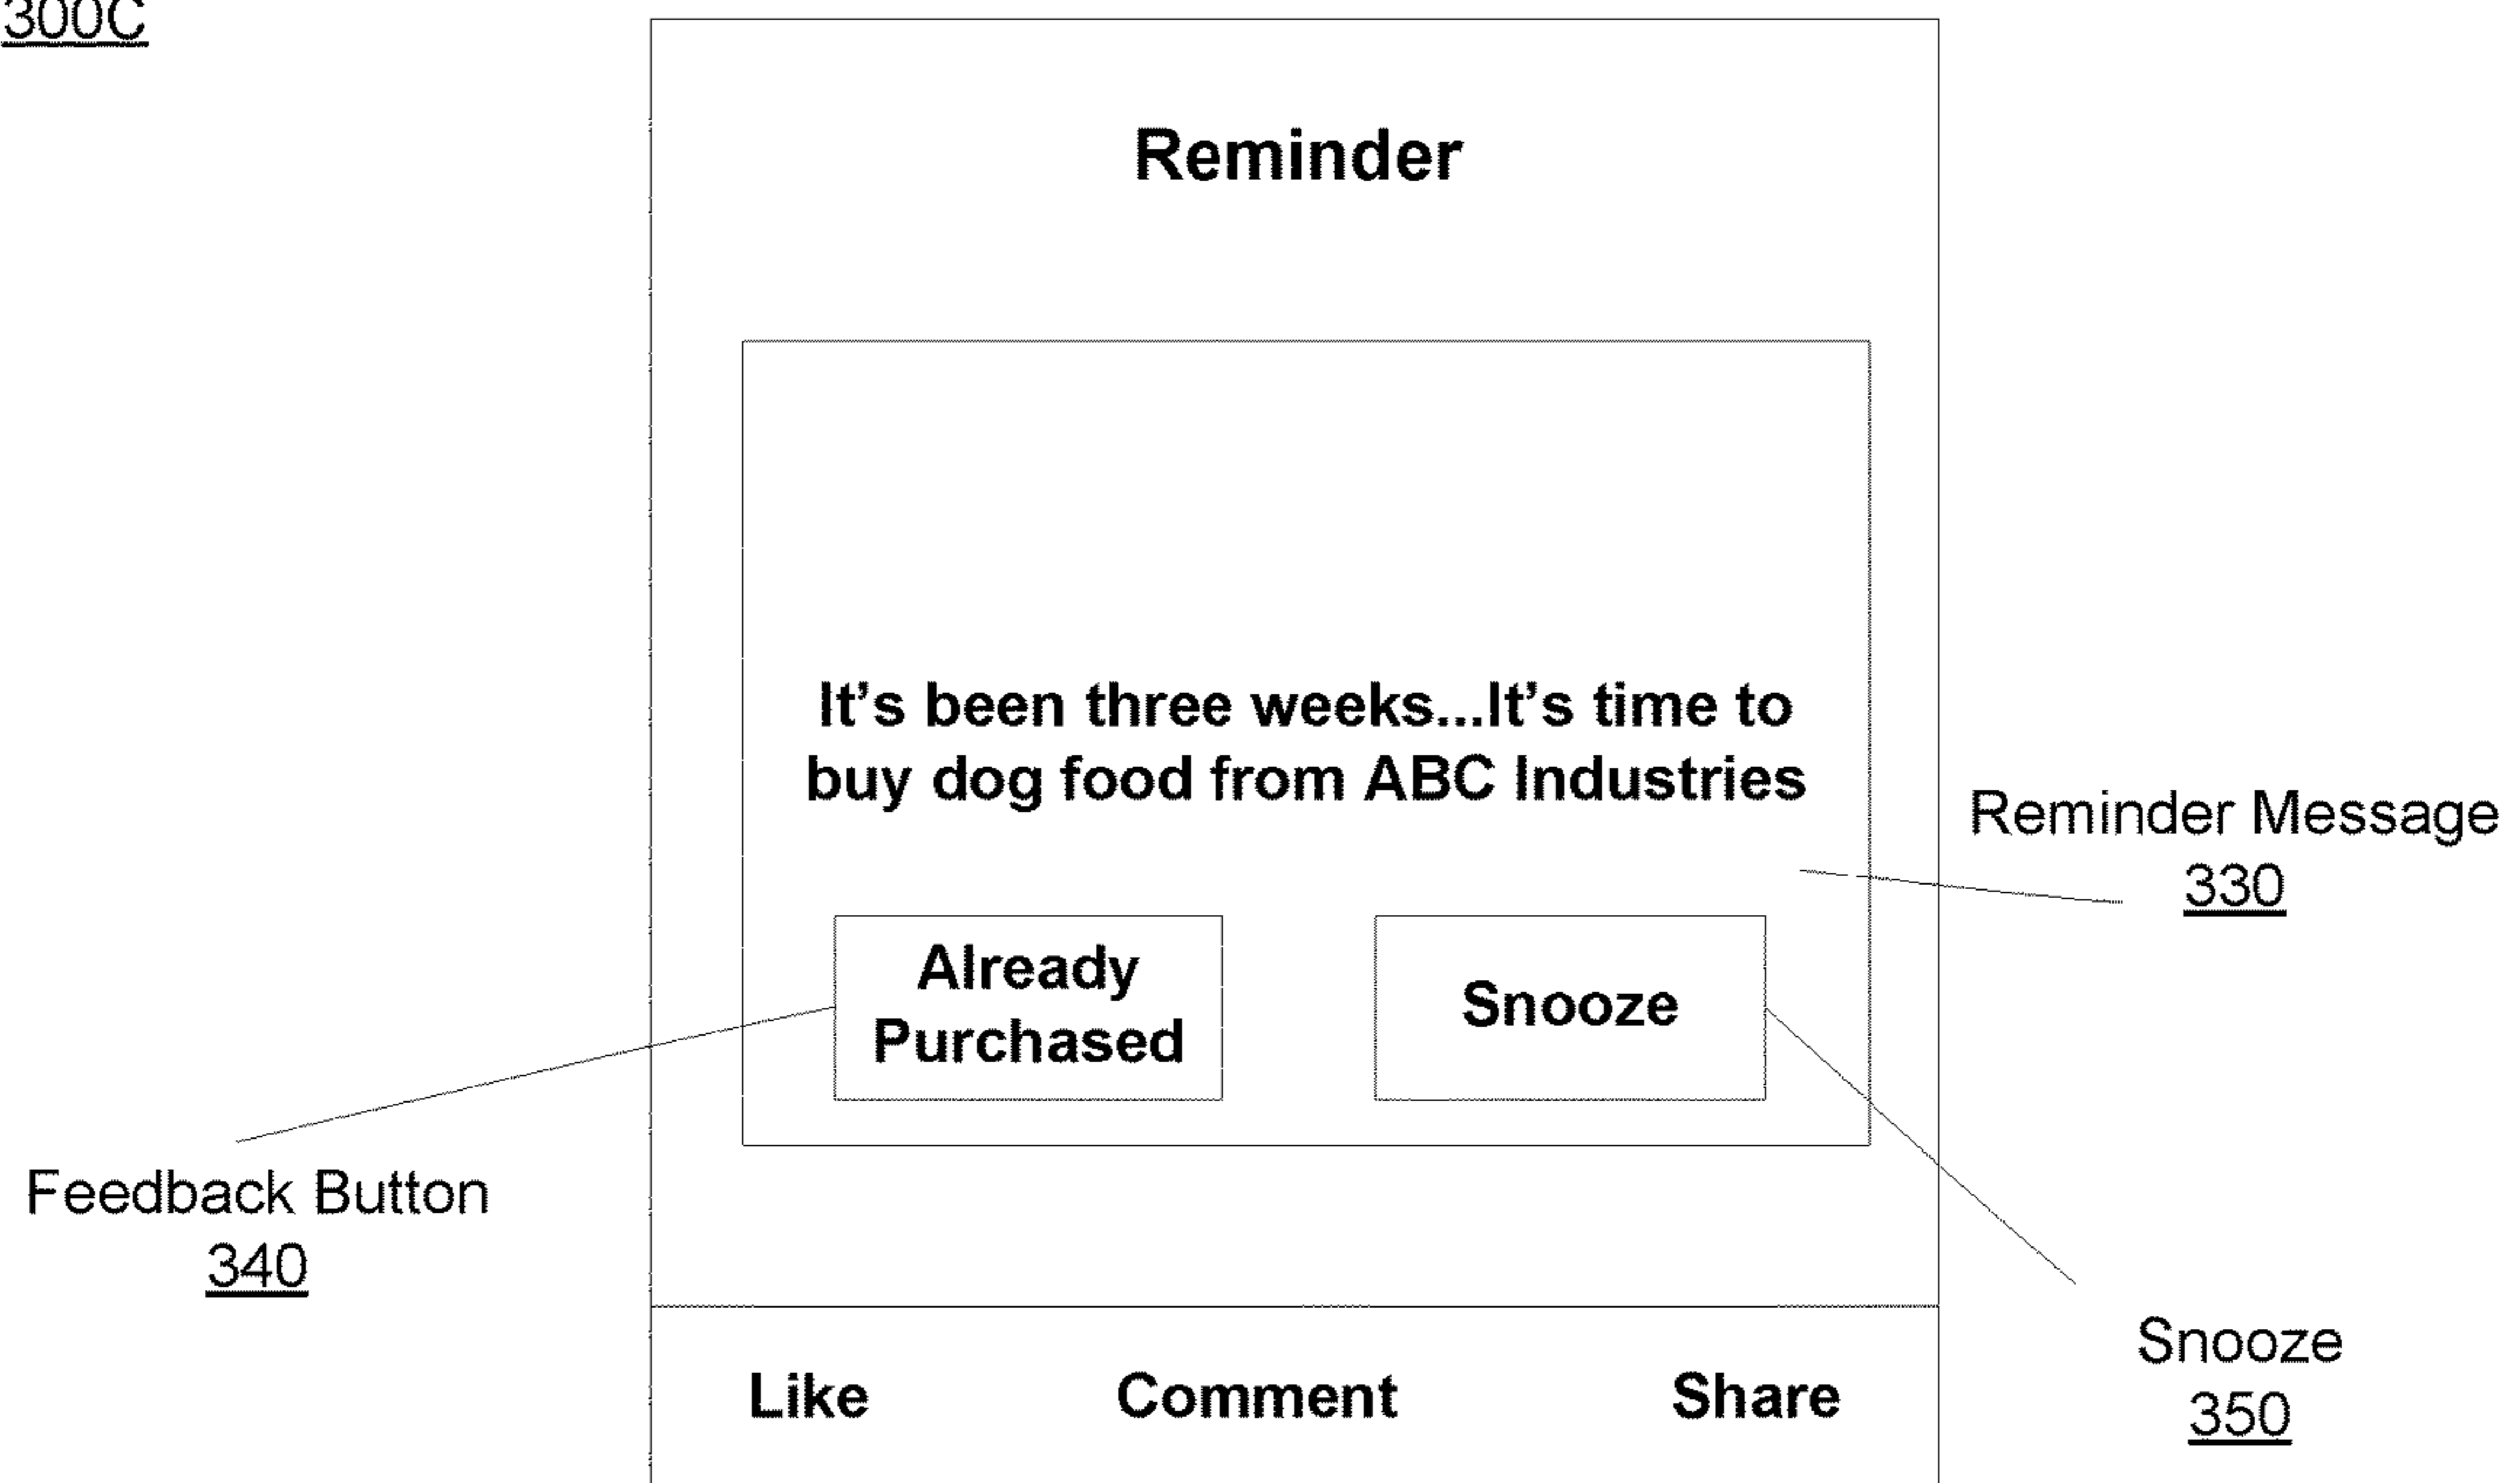 300C
Reminder
It's been three weeks...It's time to
buy dog food from ABC Industries
Reminder Message
330
Already
Purchased
Snooze
Feedback Button
340
Snooze
350
Like Comment Share